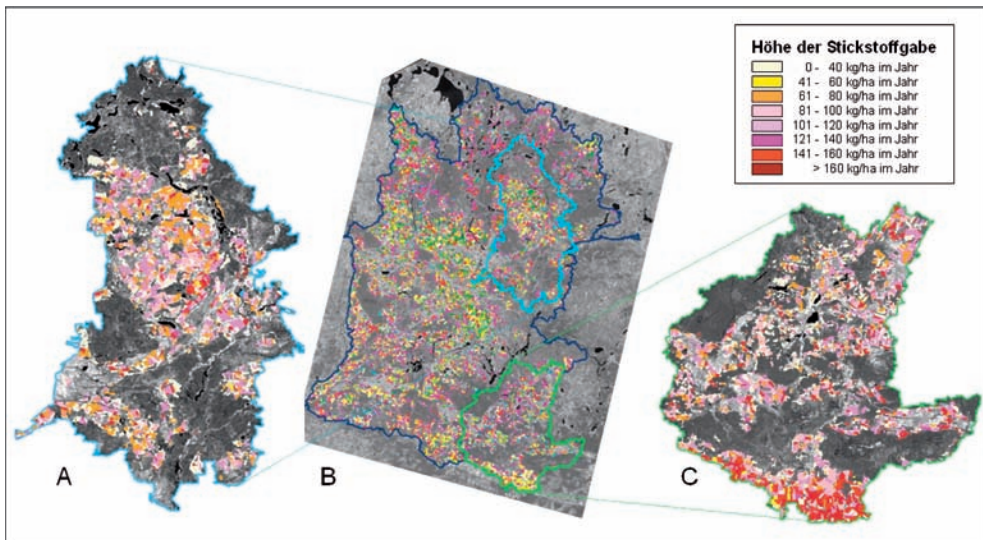 Höhe der Stickstoffgabe
0 - 40 kg/ha im Jahr
41 - 60 kg/ha im Jahr
61 - 80 kg/ha im Jahr
81 - 100 kg/ha im Jahr
101 - 120 kg/ha im Jahr
121 - 140 kg/ha im Jahr
141 - 160 kg/ha im Jahr
> 160 kg/ha im Jahr
A
B
C